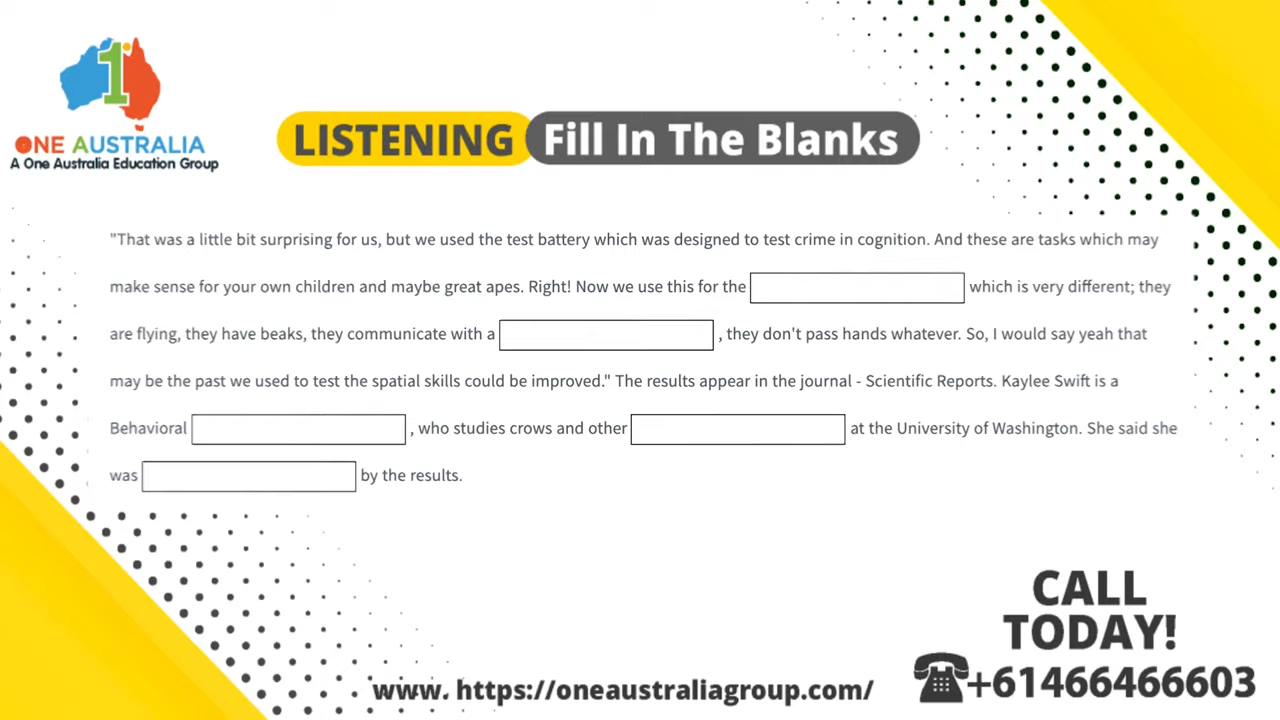 1
ONE AUSTRALIA
A One Australia Education Group
LISTENING Fill In The Blanks
"That was a little bit surprising for us, but we used the test battery which was designed to test crime in cognition. And these are tasks which may
make sense for your own children and maybe great apes. Right! Now we use this for the which is very different; they
are flying, they have beaks, they communicate with a , they don't pass hands whatever. So, I would say yeah that
may be the past we used to test the spatial skills could be improved." The results appear in the journal - Scientific Reports. Kaylee Swift is a
Behavioral , who studies crows and other at the University of Washington. She said she
was by the results.
CALL
TODAY!
+61466466603
www. https://oneaustraliagroup.com/